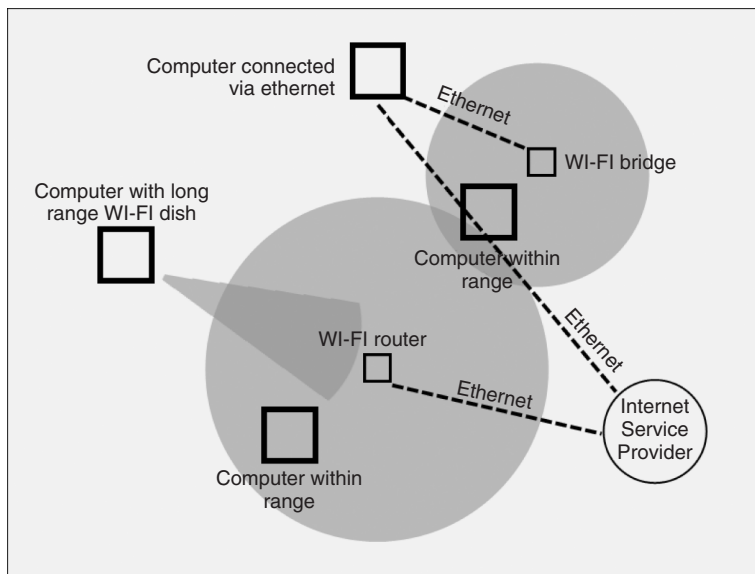 Computer connected
via ethernet
Ethernet
WI-FI bridge
Computer with long
range WI-FI dish
Computer within
range
WI-FI router
Ethernet
Ethernet
Internet
Service
Provider
Computer within
range